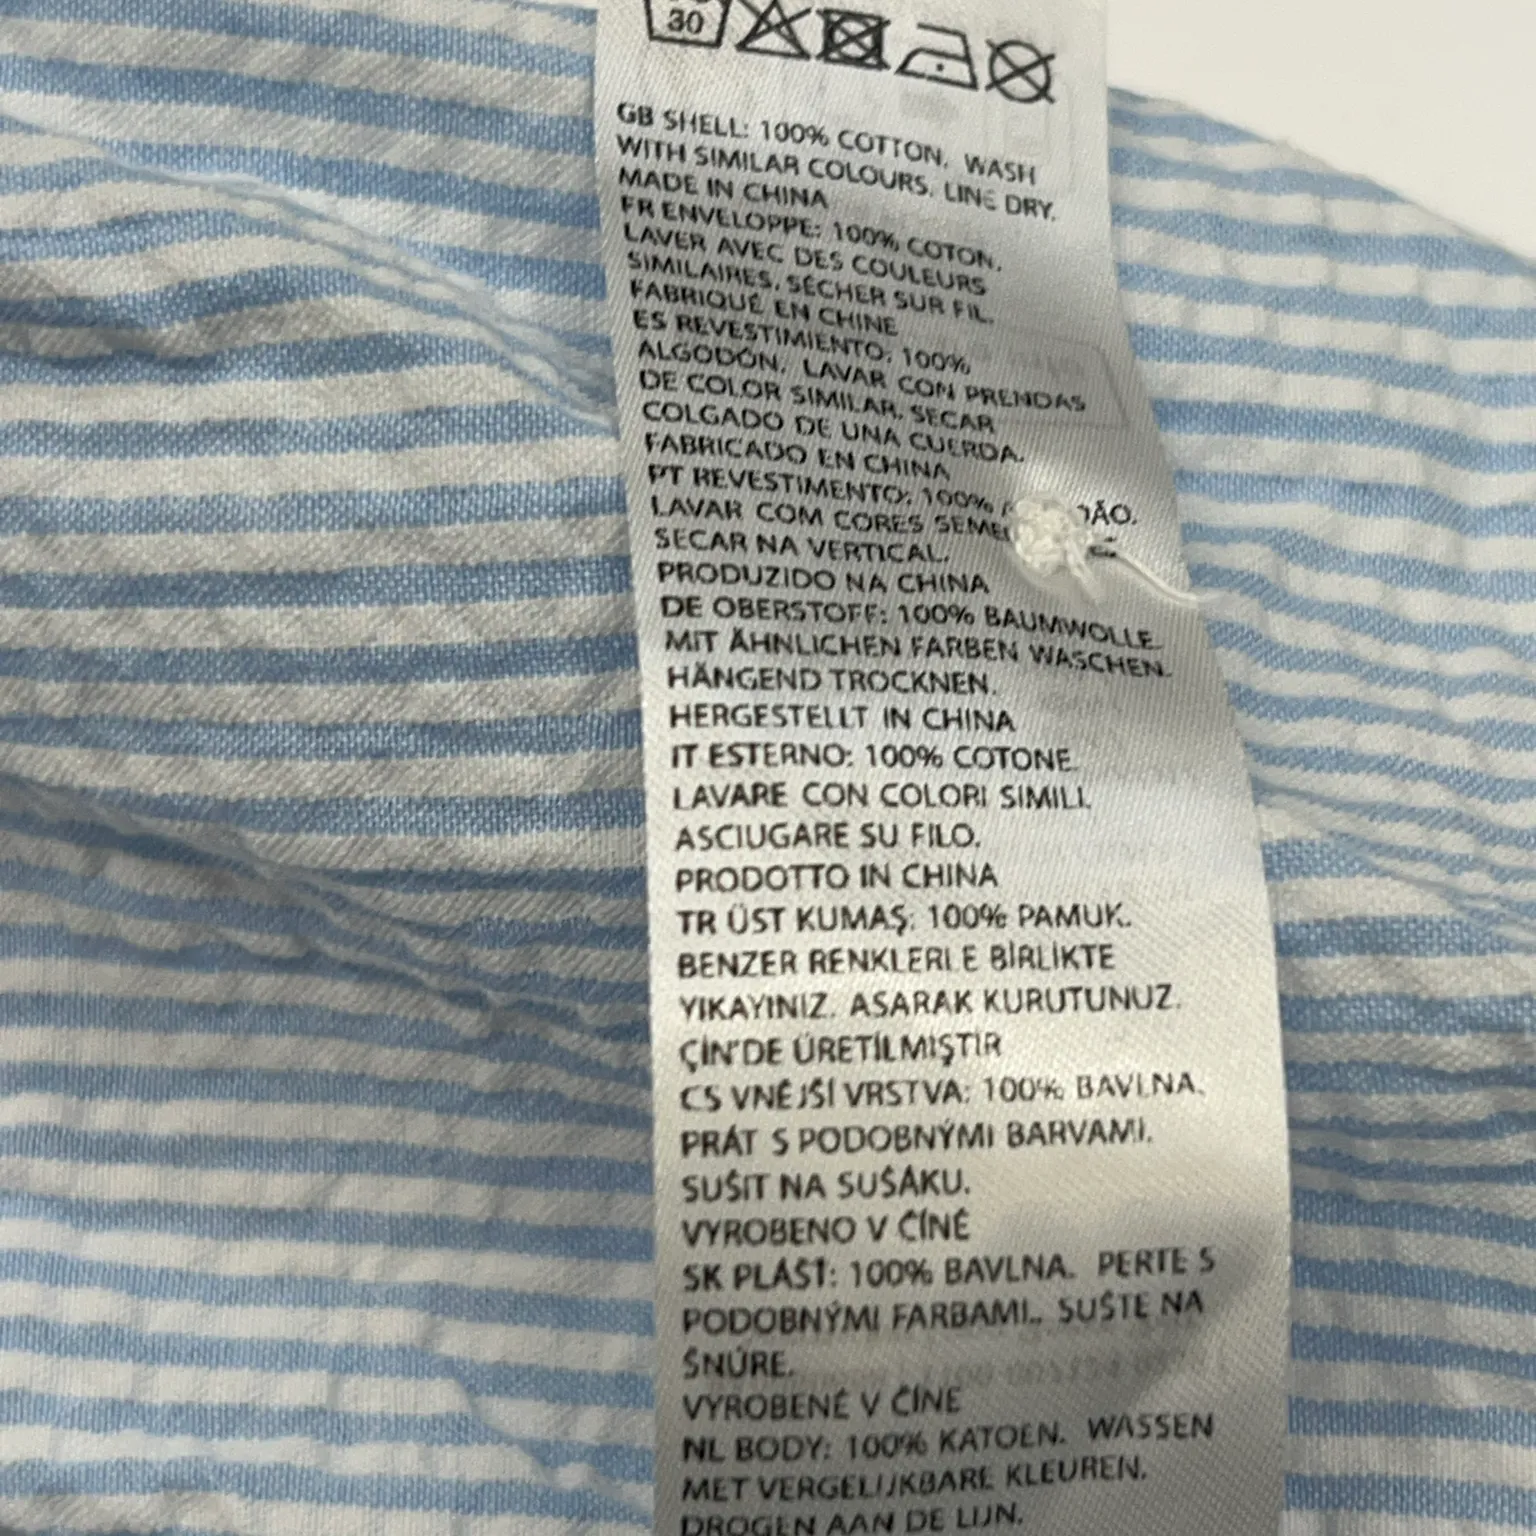 30
GB SHELL: 100% COTTON. WASH
WITH SIMILAR COLOURS. LINE DRY.
MADE IN CHINA
FR ENVELOPPE: 100% COTON.
LAVER AVEC DES COULEURS
SIMILAIRES. SÉCHER SUR FIL.
FABRIQUÉ EN CHINE
ES REVESTIMIENTO: 100%
ALGODÓN. LAVAR CON PRENDAS
DE COLOR SIMILAR. SECAR
COLGADO DE UNA CUERDA.
FABRICADO EN CHINA
PT REVESTIMENTO: 100%
LAVAR COM CORES
SECAR NA VERTICAL.
PRODUZIDO NA CHINA
DE OBERSTOFF: 100% BAUMWOLLE.
MIT ÄHNLICHEN FARBEN WASCHEN.
HÄNGEND TROCKNEN.
HERGESTELLT IN CHINA
IT ESTERNO: 100% COTONE.
LAVARE CON COLORI SIMILI.
ASCIUGARE SU FILO.
PRODOTTO IN CHINA
TR ÜST KUMAŞ: 100% PAMUK.
BENZER RENKLERLE BİRLİKTE
YIKAYINIZ. ASARAK KURUTUNUZ.
ÇİN'DE ÜRETİLMİŞTİR
CS VNĚJŠÍ VRSTVA: 100% BAVLNA.
PRÁT S PODOBNÝMI BARVAMI.
SUŠIT NA SUŠÁKU.
VYROBENO V ČÍNĚ
SK PLÁŠŤ: 100% BAVLNA. PERTE S
PODOBNÝMI FARBAMI.. SUŠTE NA
ŠNÚRE.
VYROBENÉ V ČÍNE
NL BODY: 100% KATOEN. WASSEN
MET VERGELIJKBARE KLEUREN.
DROGEN AAN DE LIJN.